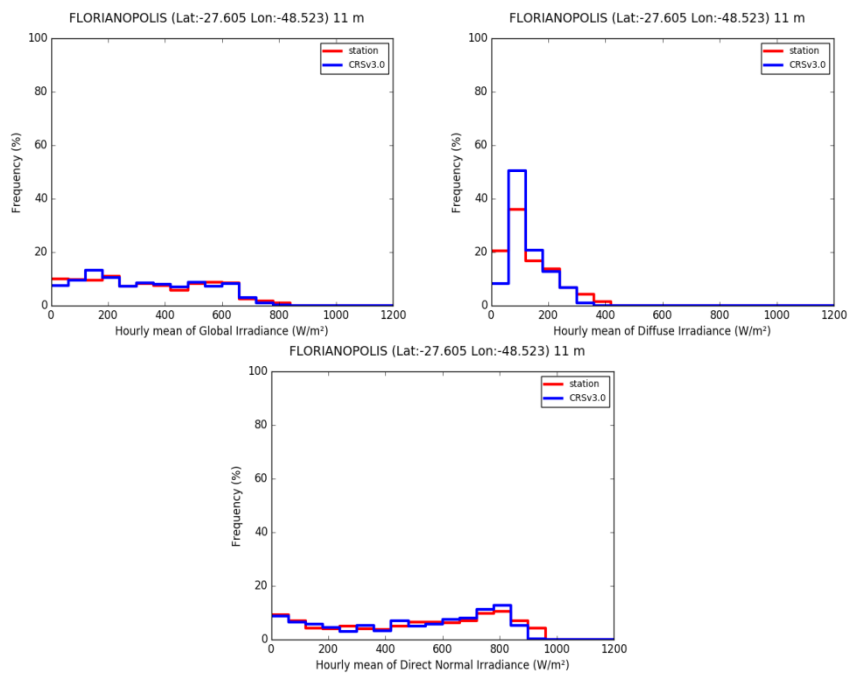 FLORIANOPOLIS (Lat:-27.605 Lon:-48.523) 11 m
100
80
60
40
20
0
Frequency (%)
station
CRSv3.0
0 200 400 600 800 1000 1200
Hourly mean of Global Irradiance (W/m²)
FLORIANOPOLIS (Lat:-27.605 Lon:-48.523) 11 m
100
80
60
40
20
0
Frequency (%)
station
CRSv3.0
0 200 400 600 800 1000 1200
Hourly mean of Diffuse Irradiance (W/m²)
FLORIANOPOLIS (Lat:-27.605 Lon:-48.523) 11 m
100
80
60
40
20
0
Frequency (%)
station
CRSv3.0
0 200 400 600 800 1000 1200
Hourly mean of Direct Normal Irradiance (W/m²)